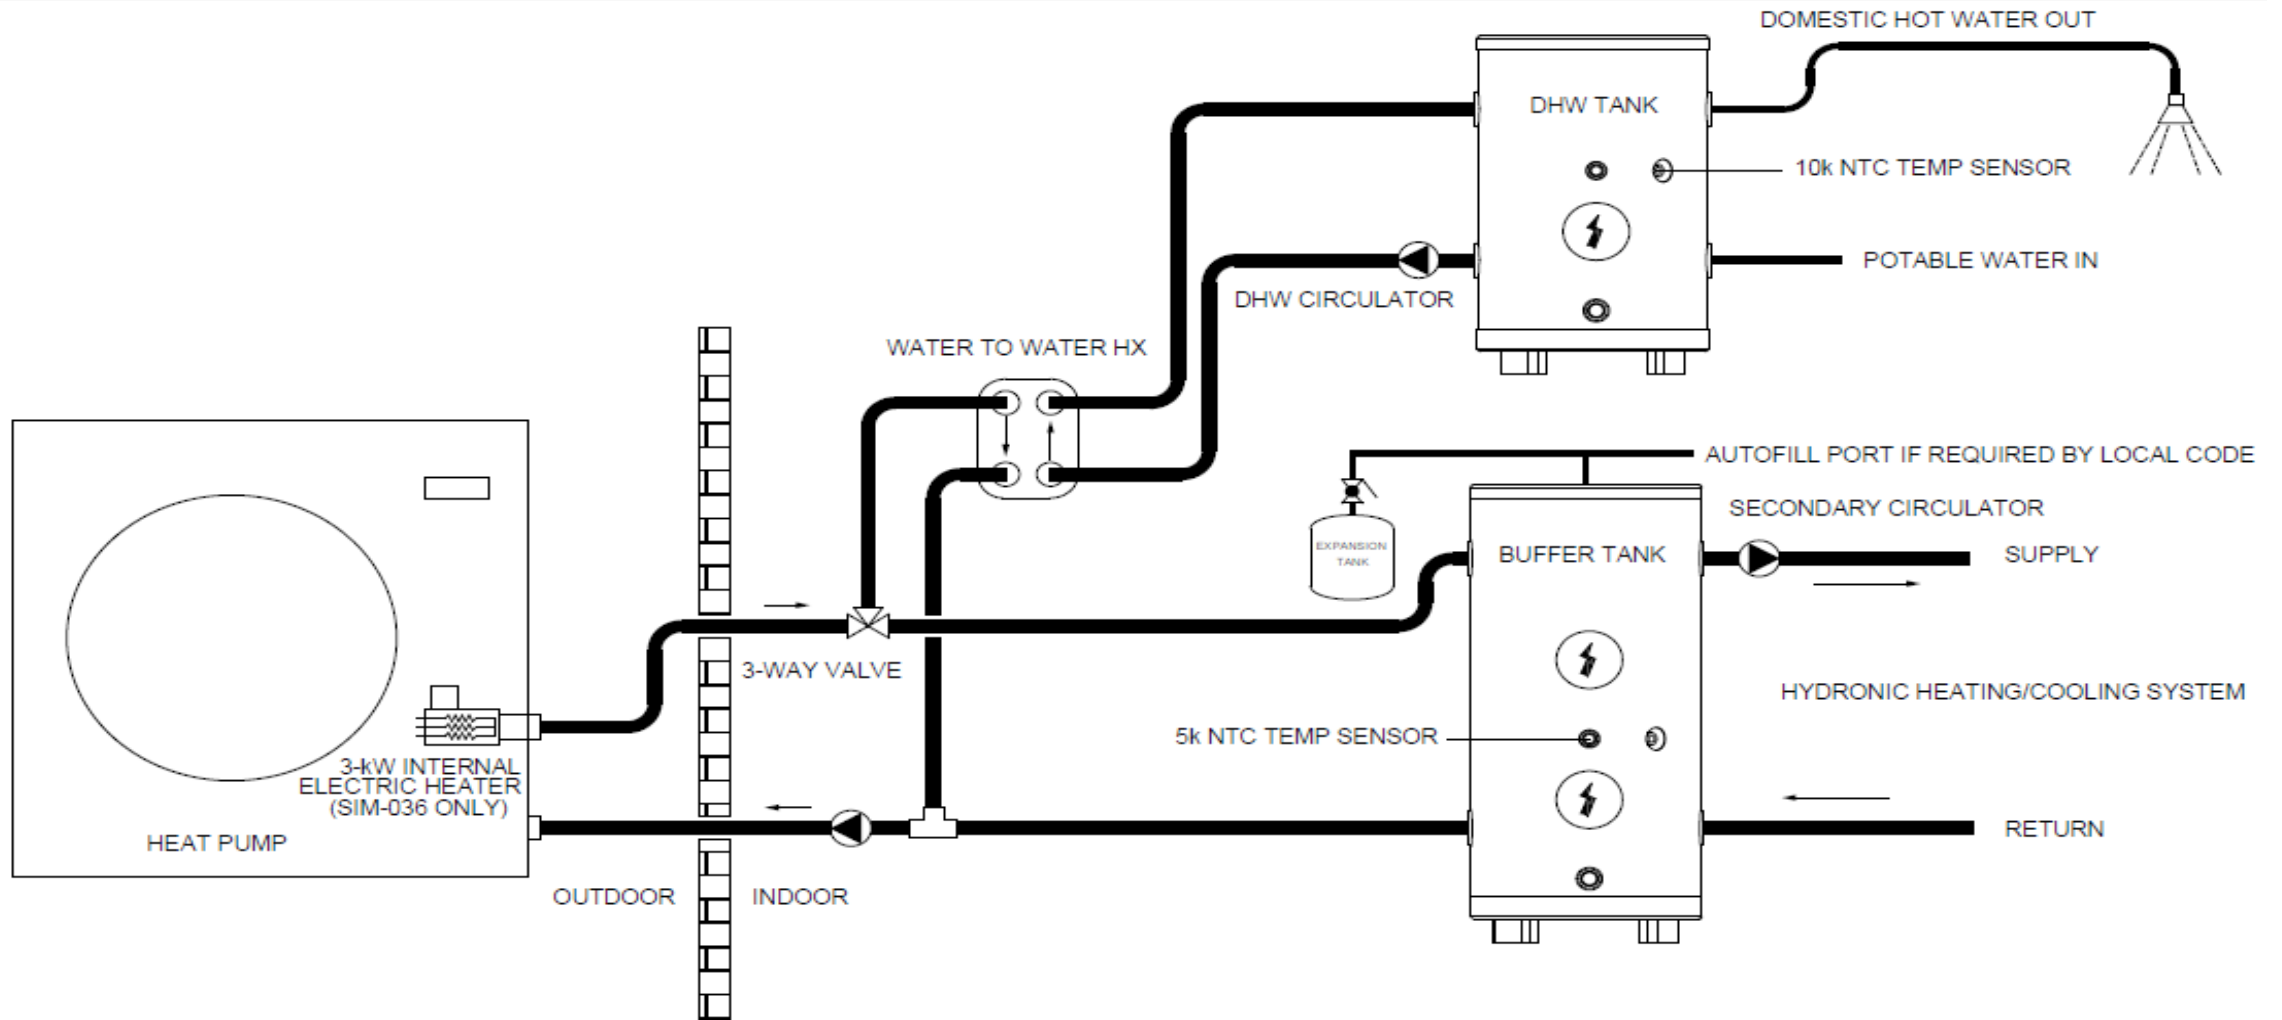 DOMESTIC HOT WATER OUT
DHW TANK
10k NTC TEMP SENSOR
POTABLE WATER IN
DHW CIRCULATOR
WATER TO WATER HX
AUTOFILL PORT IF REQUIRED BY LOCAL CODE
SECONDARY CIRCULATOR
EXPANSION
TANK
BUFFER TANK
SUPPLY
3-WAY VALVE
HYDRONIC HEATING/COOLING SYSTEM
5k NTC TEMP SENSOR
3-kW INTERNAL
ELECTRIC HEATER
(SIM-036 ONLY)
HEAT PUMP
RETURN
OUTDOOR
INDOOR